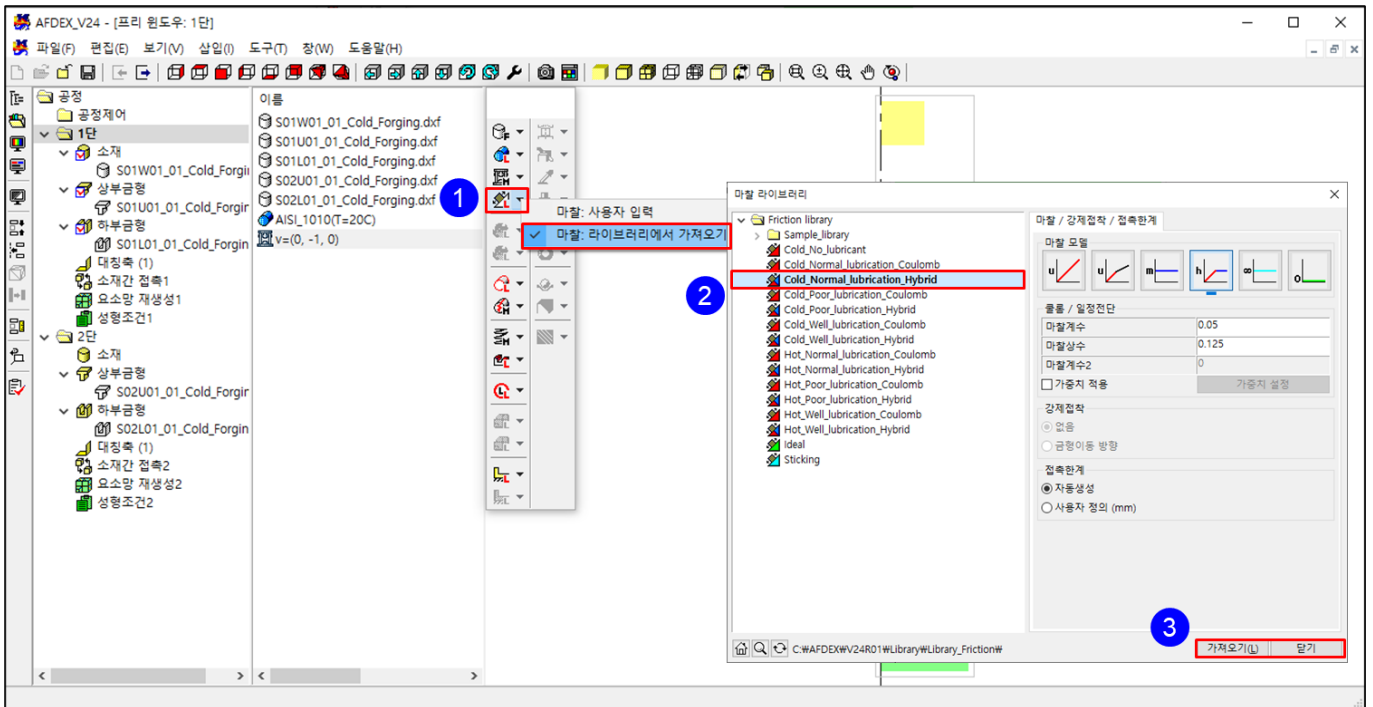 AFDEX_V24 - [프리 윈도우: 1단]
파일(F) 편집(E) 보기(V) 삽입(I) 도구(T) 창(W) 도움말(H)
공정
공정제어
1단
소재
S01W01_01_Cold_Forgii
상부금형
S01U01_01_Cold_Forgir
하부금형
S01L01_01_Cold_Forgin
대칭축 (1)
소재간 접촉1
요소망 재생성1
성형조건1
2단
소재
상부금형
S02U01_01_Cold_Forgir
하부금형
S02L01_01_Cold_Forgin
대칭축 (1)
소재간 접촉2
요소망 재생성2
성형조건2
이름
S01W01_01_Cold_Forging.dxf
S01U01_01_Cold_Forging.dxf
S01L01_01_Cold_Forging.dxf
S02U01_01_Cold_Forging.dxf
S02L01_01_Cold_Forging.dxf
AISI_1010(T=20C)
v=(0, -1, 0)
1
마찰: 사용자 입력
마찰: 라이브러리에서 가져오기
2
마찰 라이브러리
Friction library
Sample_library
Cold_No_lubricant
Cold_Normal_lubrication_Coulomb
Cold_Normal_lubrication_Hybrid
Cold_Poor_lubrication_Coulomb
Cold_Poor_lubrication_Hybrid
Cold_Well_lubrication_Coulomb
Cold_Well_lubrication_Hybrid
Hot_Normal_lubrication_Coulomb
Hot_Normal_lubrication_Hybrid
Hot_Poor_lubrication_Coulomb
Hot_Poor_lubrication_Hybrid
Hot_Well_lubrication_Coulomb
Hot_Well_lubrication_Hybrid
Ideal
Sticking
마찰 / 강제접착 / 접촉한계
마찰 모델
u u m h ∞ o
쿨롱 / 일정전단
마찰계수 0.05
마찰상수 0.125
마찰계수2 0
가중치 적용 가중치 설정
강제접착
없음
금형이동 방향
접촉한계
자동생성
사용자 정의 (mm)
3
C:₩AFDEX₩V24R01₩Library₩Library_Friction₩
가져오기(L) 닫기